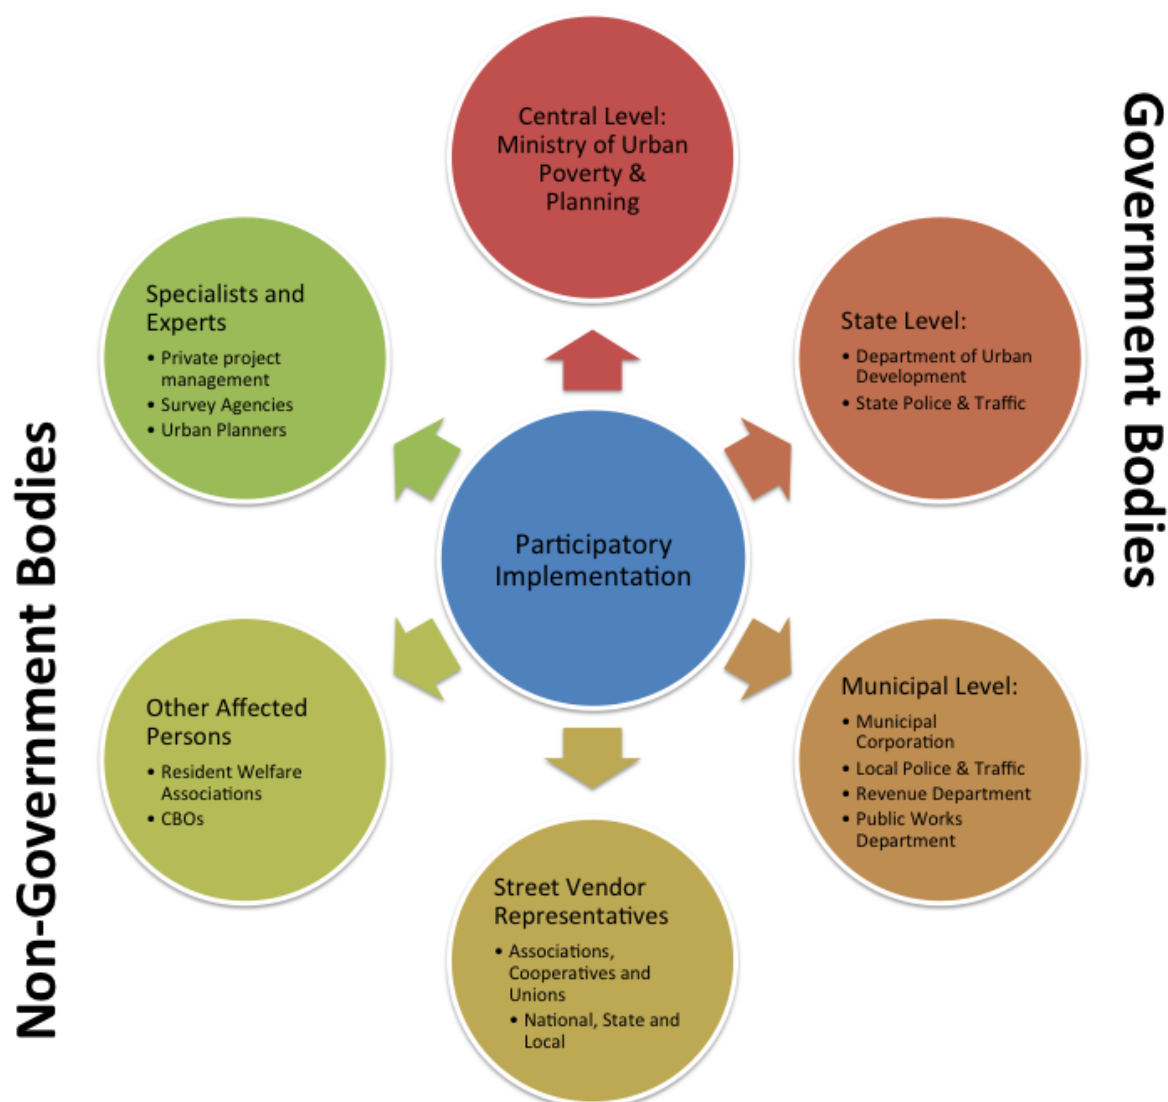 Central Level:
Ministry of Urban
Poverty &
Planning
Government Bodies
State Level:
• Department of Urban
Development
• State Police & Traffic
Specialists and
Experts
• Private project
management
• Survey Agencies
• Urban Planners
Participatory
Implementation
Non-Government Bodies
Municipal Level:
• Municipal
Corporation
• Local Police & Traffic
• Revenue Department
• Public Works
Department
Other Affected
Persons
• Resident Welfare
Associations
• CBOs
Street Vendor
Representatives
• Associations,
Cooperatives and
Unions
• National, State and
Local